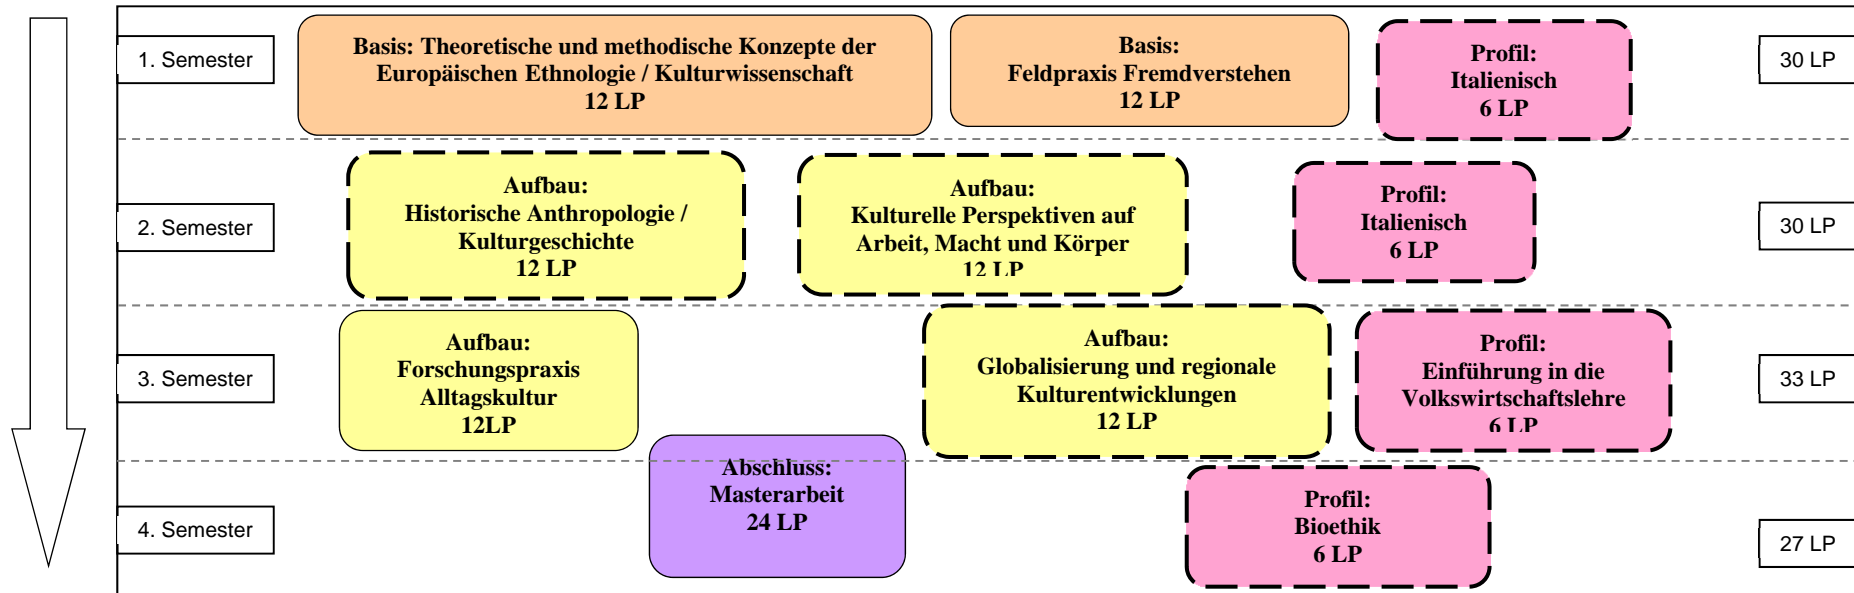 1. Semester
Basis: Theoretische und methodische Konzepte der
Europäischen Ethnologie / Kulturwissenschaft
12 LP
Basis:
Feldpraxis Fremdverstehen
12 LP
Profil:
Italienisch
6 LP
30 LP
2. Semester
Aufbau:
Historische Anthropologie /
Kulturgeschichte
12 LP
Aufbau:
Kulturelle Perspektiven auf
Arbeit, Macht und Körper
12 LP
Profil:
Italienisch
6 LP
30 LP
3. Semester
Aufbau:
Forschungspraxis
Alltagskultur
12LP
Aufbau:
Globalisierung und regionale
Kulturentwicklungen
12 LP
Profil:
Einführung in die
Volkswirtschaftslehre
6 LP
33 LP
4. Semester
Abschluss:
Masterarbeit
24 LP
Profil:
Bioethik
6 LP
27 LP